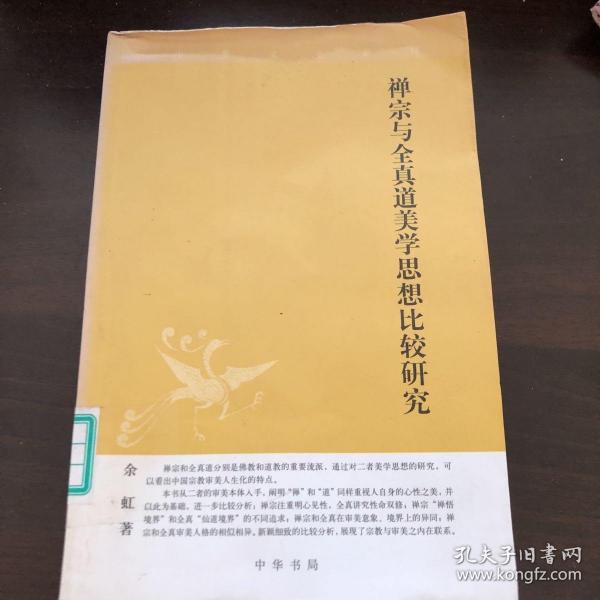 禅宗与全真道美学思想比较研究
余虹著
禅宗和全真道分别是佛教和道教的重要流派，通过对二者美学思想的研究，可
以看出中国宗教审美人生化的特点。
本书从二者的审美本体入手，阐明“禅”和“道”同样重视人自身的心性之美，并
以此为基础，进一步比较分析；禅宗注重明心见性，全真讲究性命双修；禅宗“禅悟
境界”和全真“仙道境界”的不同追求；禅宗和全真在审美意象、境界上的异同；禅
宗和全真审美人格的相似相异。新颖细致的比较分析，展现了宗教与审美之内在联系。
中华书局
孔夫子旧书网
www.kongfz.com